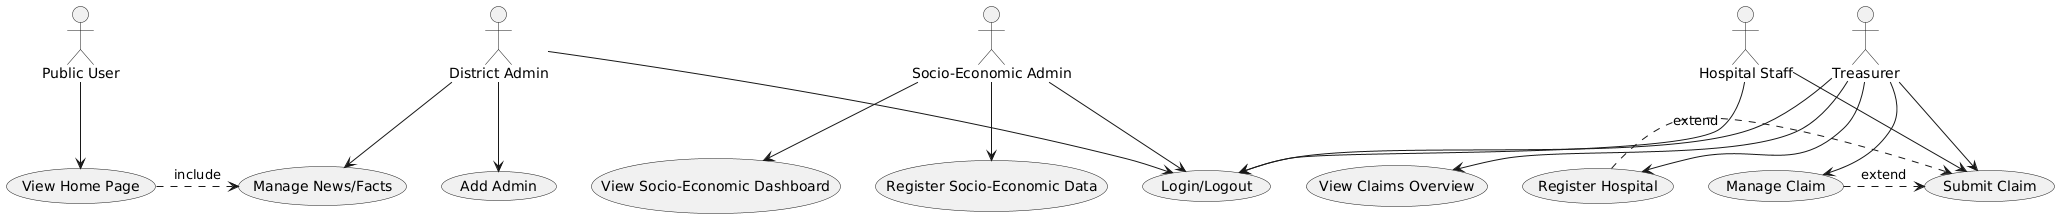 Public User
District Admin
Socio-Economic Admin
Hospital Staff
Treasurer
extend
include
extend
View Home Page
Manage News/Facts
Add Admin
View Socio-Economic Dashboard
Register Socio-Economic Data
Login/Logout
View Claims Overview
Register Hospital
Manage Claim
Submit Claim